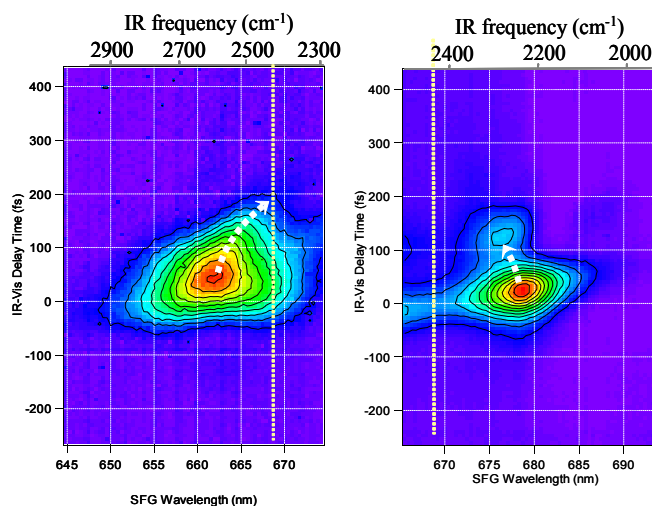 IR frequency (cm-1)
2900 2700 2500 2300
400
300
200
100
0
-100
-200
IR-Vis Delay Time (fs)
645 650 655 660 665 670
SFG Wavelength (nm)
IR frequency (cm-1)
2400 2200 2000
400
300
200
100
0
-100
-200
IR-Vis Delay Time (fs)
670 675 680 685 690
SFG Wavelength (nm)